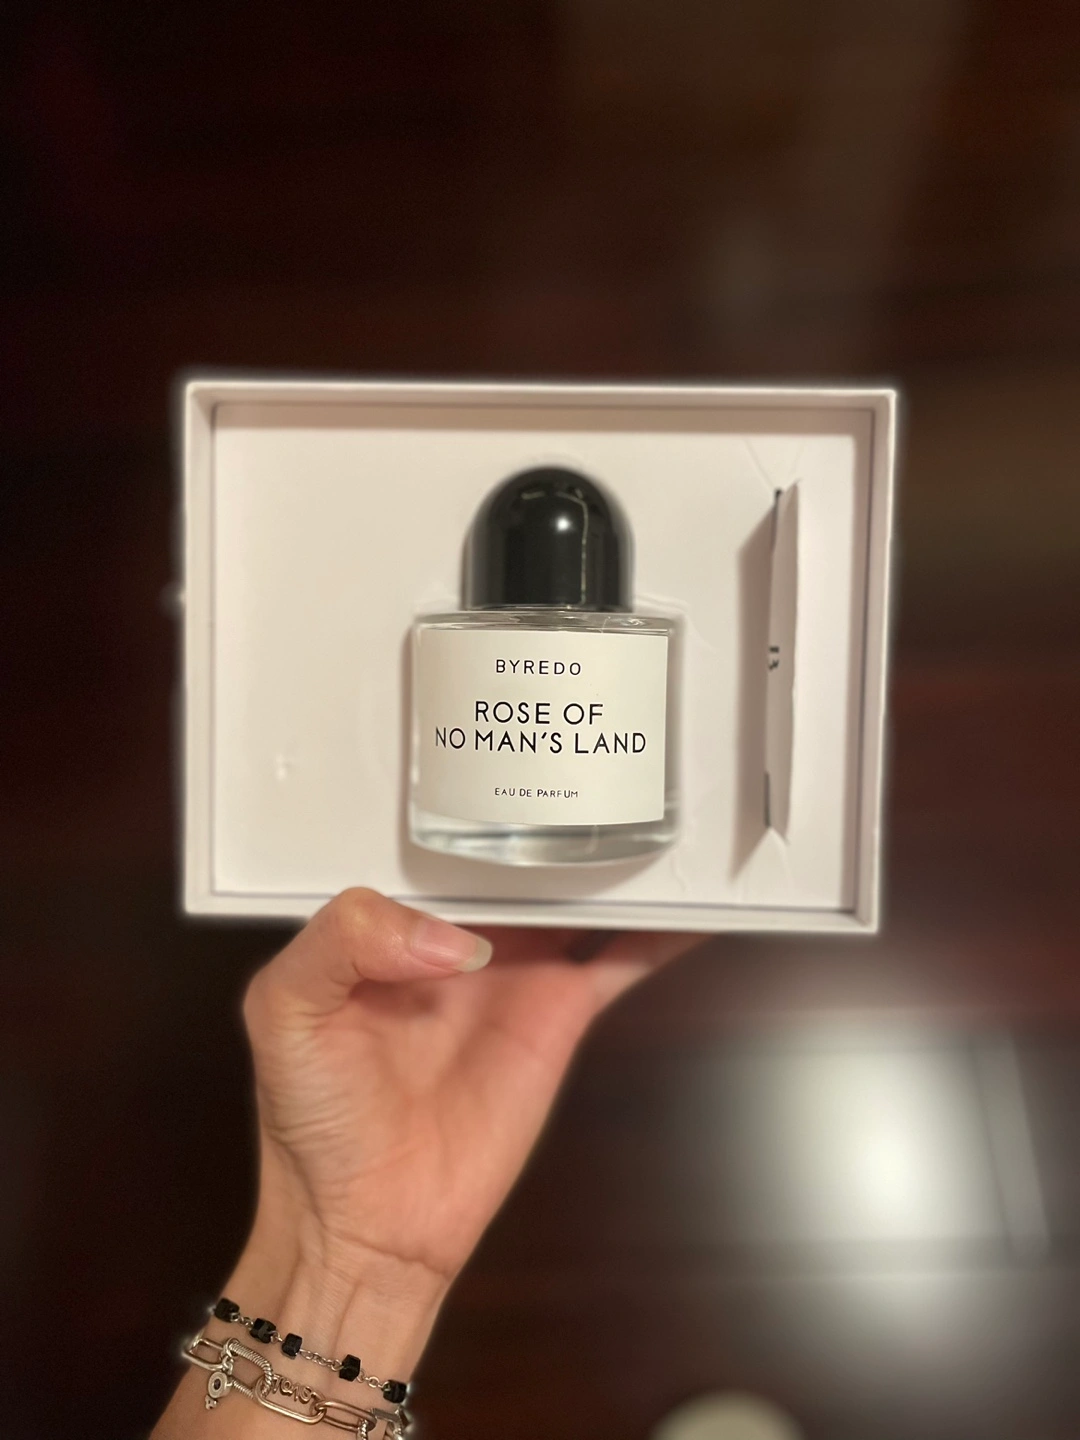 BYREDO
ROSE OF
NO MAN'S LAND
EAU DE PARFUM